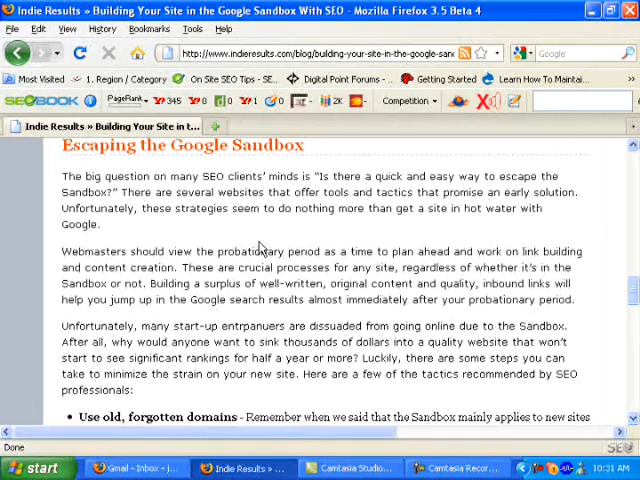 Indie Results » Building Your Site in the Google Sandbox With SEO - Mozilla Firefox 3.5 Beta 4
File Edit View History Bookmarks Tools Help
http://www.indieresults.com/blog/building-your-site-in-the-google-san
Google
Most Visited 1. Region / Category On Site SEO Tips - SE... Digital Point Forums - ... Getting Started Learn How To Maintai...
SEOBOOK PageRank 345 0 0 1 0 2K Competition
Indie Results » Building Your Site in t...
Escaping the Google Sandbox
The big question on many SEO clients’ minds is “Is there a quick and easy way to escape the
Sandbox?” There are several websites that offer tools and tactics that promise an early solution.
Unfortunately, these strategies seem to do nothing more than get a site in hot water with
Google.
Webmasters should view the probationary period as a time to plan ahead and work on link building
and content creation. These are crucial processes for any site, regardless of whether it’s in the
Sandbox or not. Building a surplus of well-written, original content and quality, inbound links will
help you jump up in the Google search results almost immediately after your probationary period.
Unfortunately, many start-up entrpanuers are dissuaded from going online due to the Sandbox.
After all, why would anyone want to sink thousands of dollars into a quality website that won’t
start to see significant rankings for half a year or more? Luckily, there are some steps you can
take to minimize the strain on your new site. Here are a few of the tactics recommended by SEO
professionals:
• Use old, forgotten domains - Remember when we said that the Sandbox mainly applies to new sites
Done
SEO
start Gmail - Inbox - j... Indie Results » ... Camtasia Studio... Camtasia Recor... 10:31 AM